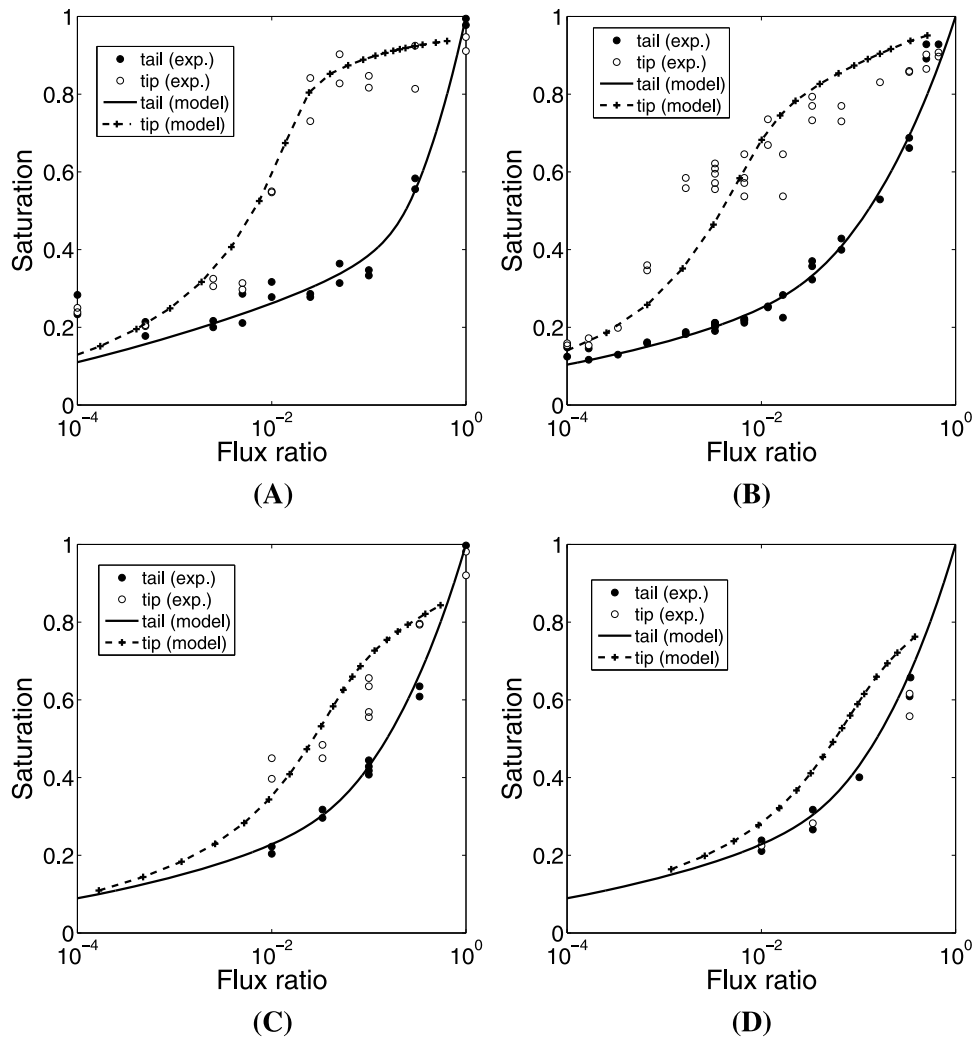 1
0.8
0.6
0.4
0.2
0
Saturation
10^-4
10^-2
10^0
Flux ratio
tail (exp.)
tip (exp.)
tail (model)
tip (model)
(A)
1
0.8
0.6
0.4
0.2
0
Saturation
10^-4
10^-2
10^0
Flux ratio
tail (exp.)
tip (exp.)
tail (model)
tip (model)
(B)
1
0.8
0.6
0.4
0.2
0
Saturation
10^-4
10^-2
10^0
Flux ratio
tail (exp.)
tip (exp.)
tail (model)
tip (model)
(C)
1
0.8
0.6
0.4
0.2
0
Saturation
10^-4
10^-2
10^0
Flux ratio
tail (exp.)
tip (exp.)
tail (model)
tip (model)
(D)